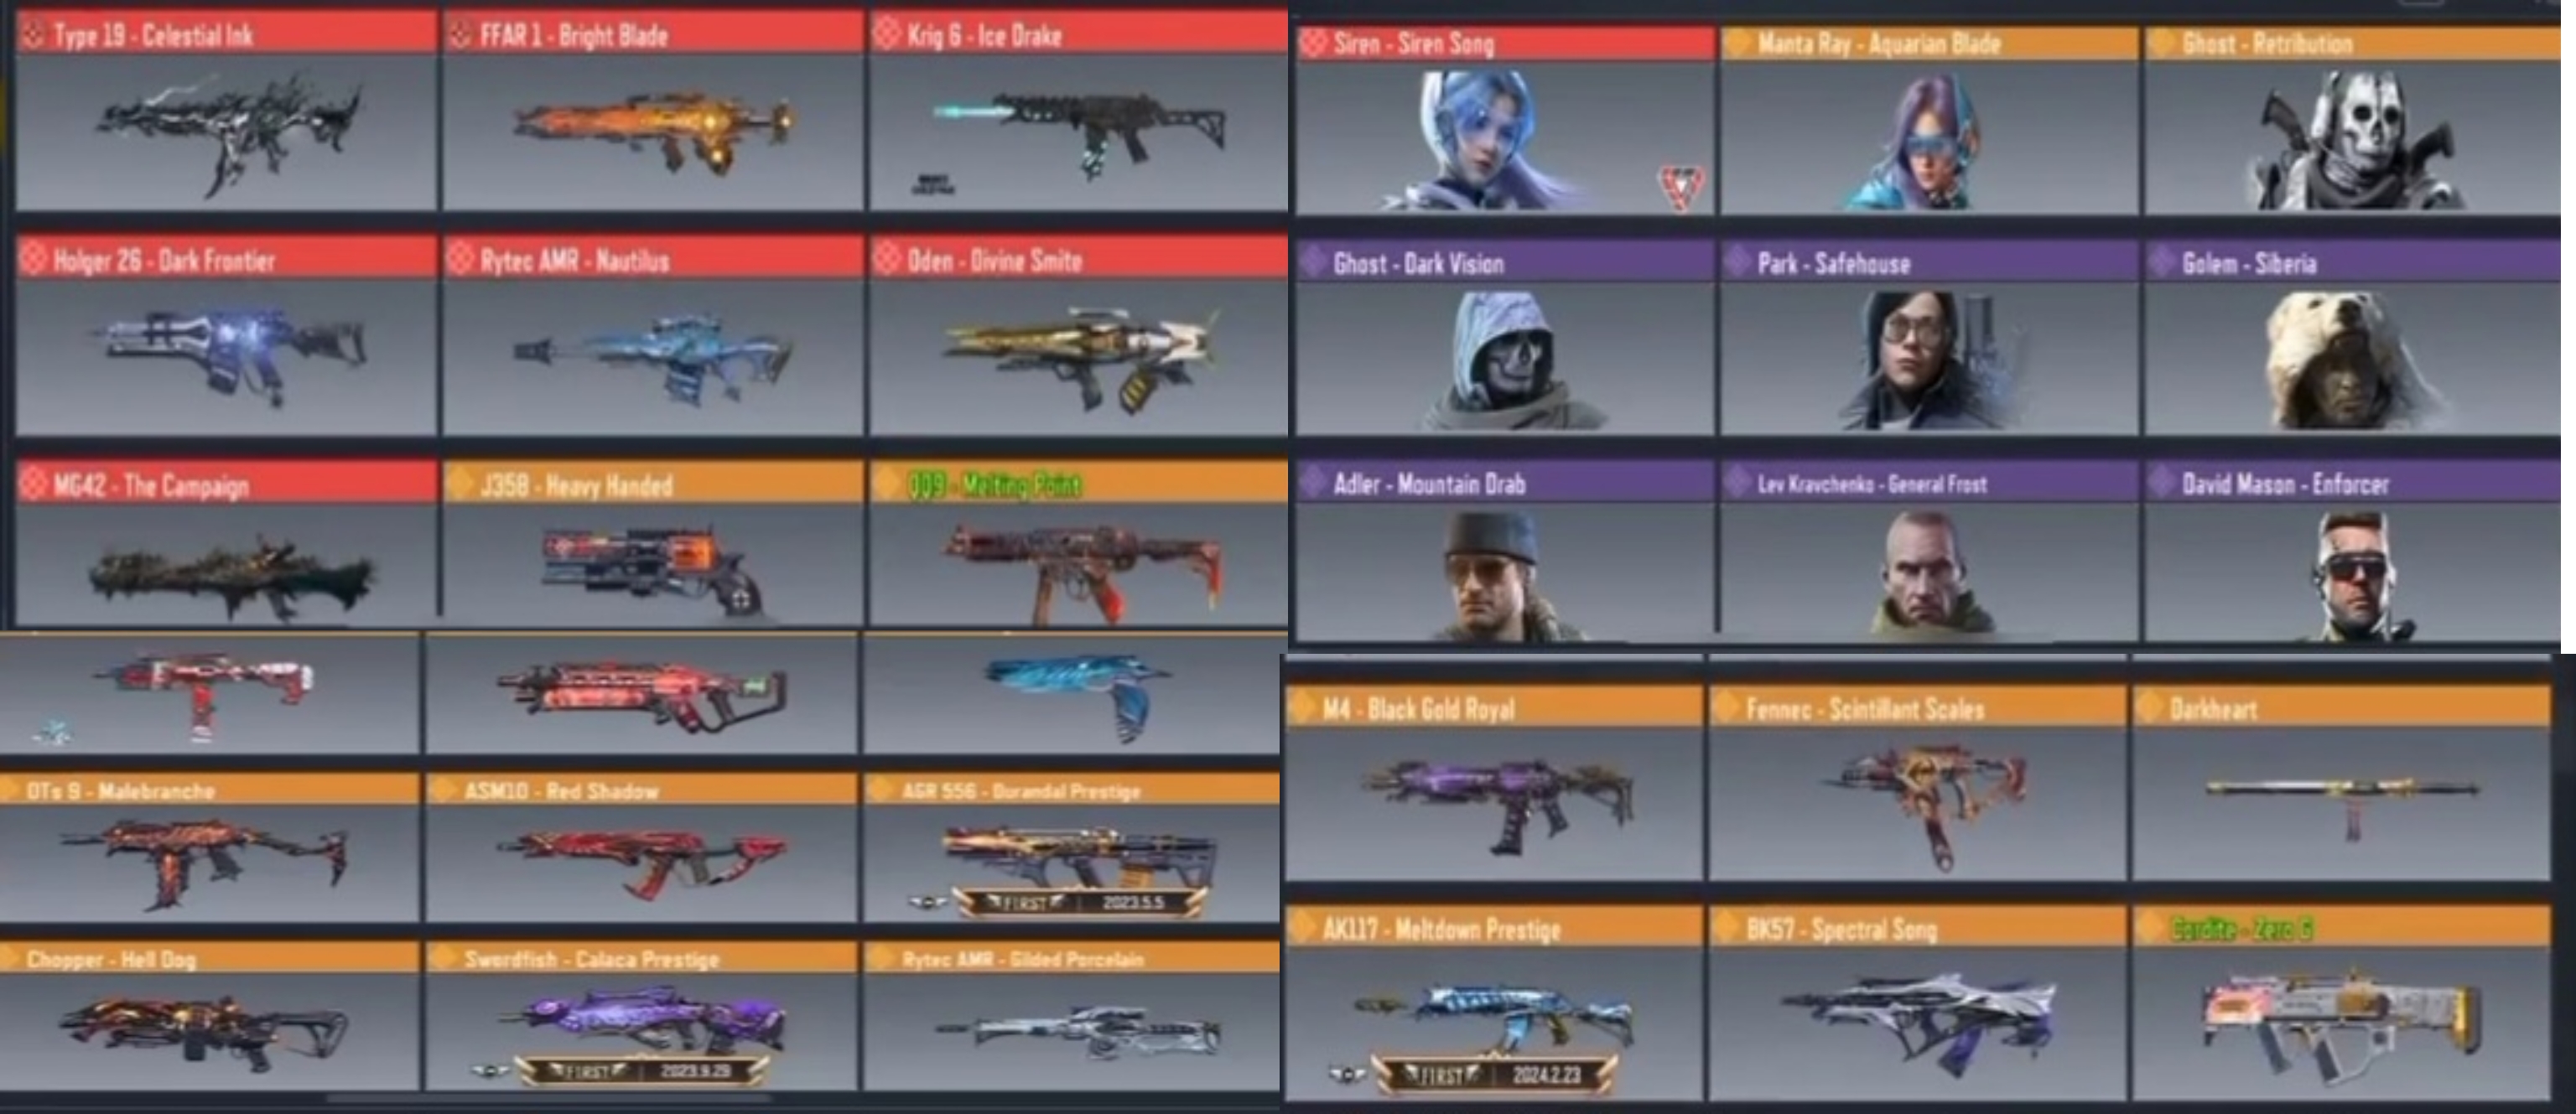 Type 19 - Celestial Ink
FFAR 1 - Bright Blade
Krig 6 - Ice Drake
Holger 26 - Dark Frontier
Rytec AMR - Nautilus
Oden - Divine Smite
MG42 - The Campaign
J358 - Heavy Handed
QQ9 - Melting Point
OTs 9 - Malebranche
ASM10 - Red Shadow
AGR 556 - Durandal Prestige
FIRST 2023.5.5
Chopper - Hell Dog
Swordfish - Calaca Prestige
Rytec AMR - Gilded Porcelain
FIRST 2023.9.29
Siren - Siren Song
Manta Ray - Aquarian Blade
Ghost - Retribution
Ghost - Dark Vision
Park - Safehouse
Golem - Siberia
Adler - Mountain Drab
Lev Kravchenko - General Frost
David Mason - Enforcer
M4 - Black Gold Royal
Fennec - Scintillant Scales
Darkheart
AK117 - Meltdown Prestige
BK57 - Spectral Song
Cordite - Zero G
FIRST 2024.2.23